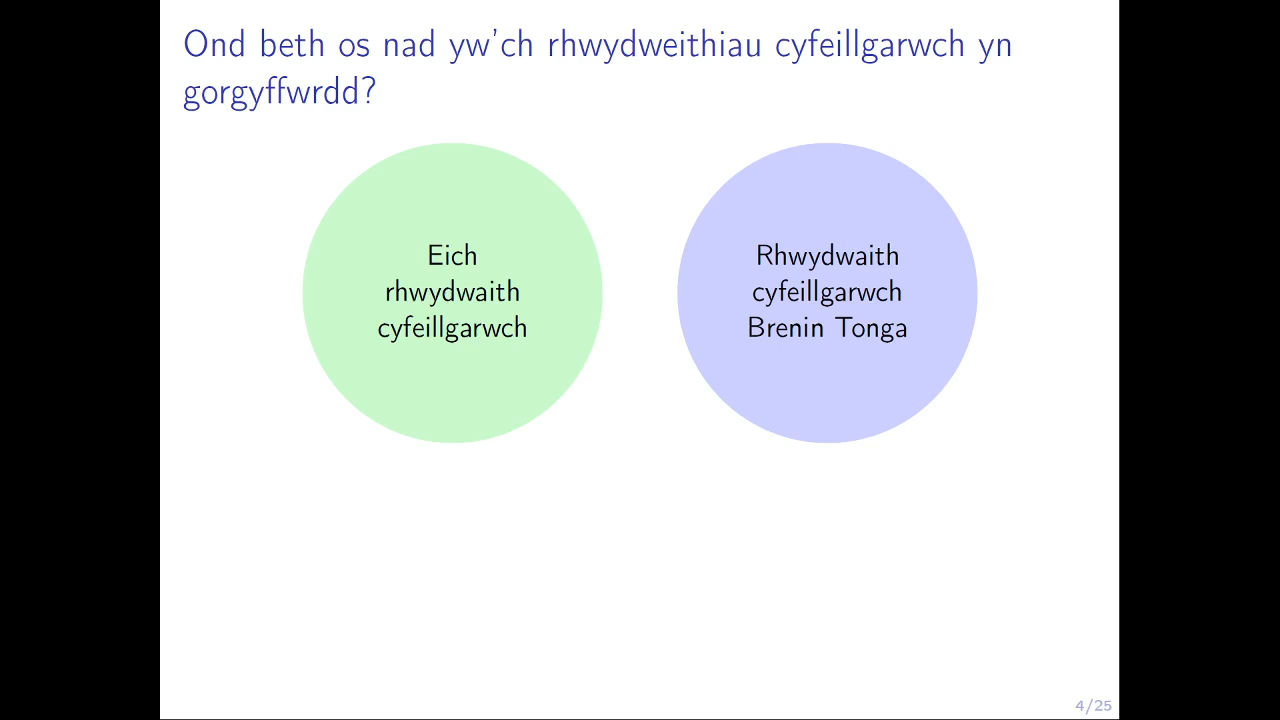 Ond beth os nad yw'ch rhwydweithiau cyfeillgarwch yn
gorgyffwrdd?
Eich
rhwydwaith
cyfeillgarwch
Rhwydwaith
cyfeillgarwch
Brenin Tonga
4/25